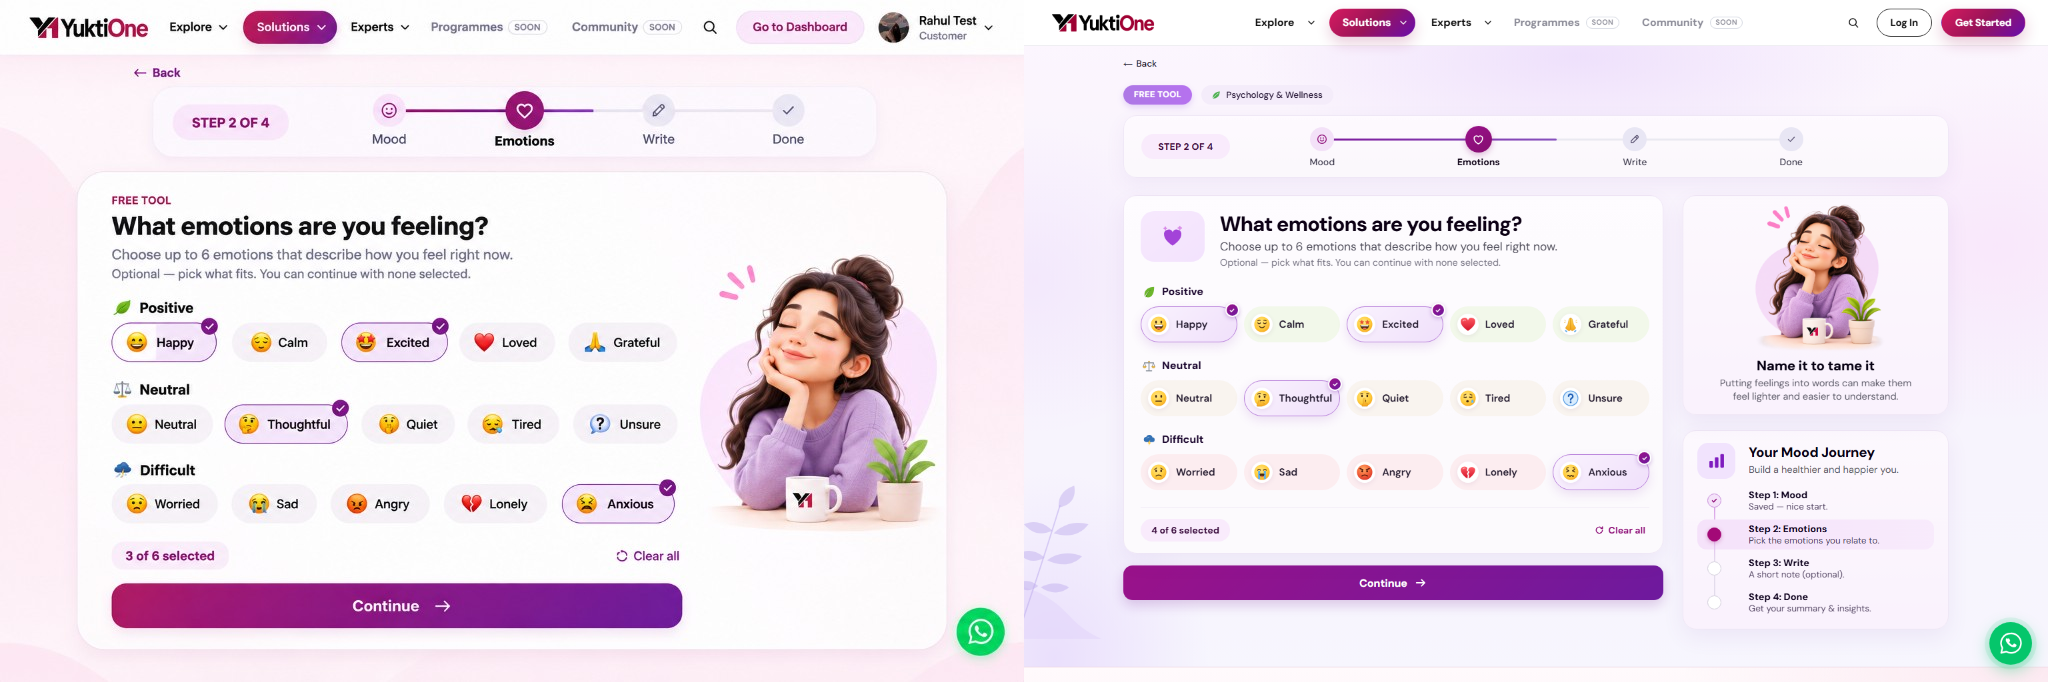 YuktiOne Explore Solutions Experts Programmes SOON Community SOON Go to Dashboard Rahul Test
Customer
← Back
STEP 2 OF 4
Mood Emotions Write Done
FREE TOOL
What emotions are you feeling?
Choose up to 6 emotions that describe how you feel right now.
Optional — pick what fits. You can continue with none selected.
Positive
Happy Calm Excited Loved Grateful
Neutral
Neutral Thoughtful Quiet Tired Unsure
Difficult
Worried Sad Angry Lonely Anxious
3 of 6 selected Clear all
Continue →
YuktiOne Explore Solutions Experts Programmes SOON Community SOON Log In Get Started
← Back
FREE TOOL Psychology & Wellness
STEP 2 OF 4
Mood Emotions Write Done
What emotions are you feeling?
Choose up to 6 emotions that describe how you feel right now.
Optional — pick what fits. You can continue with none selected.
Positive
Happy Calm Excited Loved Grateful
Neutral
Neutral Thoughtful Quiet Tired Unsure
Difficult
Worried Sad Angry Lonely Anxious
4 of 6 selected Clear all
Continue →
Name it to tame it
Putting feelings into words can make them
feel lighter and easier to understand.
Your Mood Journey
Build a healthier and happier you.
Step 1: Mood
Saved — nice start.
Step 2: Emotions
Pick the emotions you relate to.
Step 3: Write
A short note (optional).
Step 4: Done
Get your summary & insights.